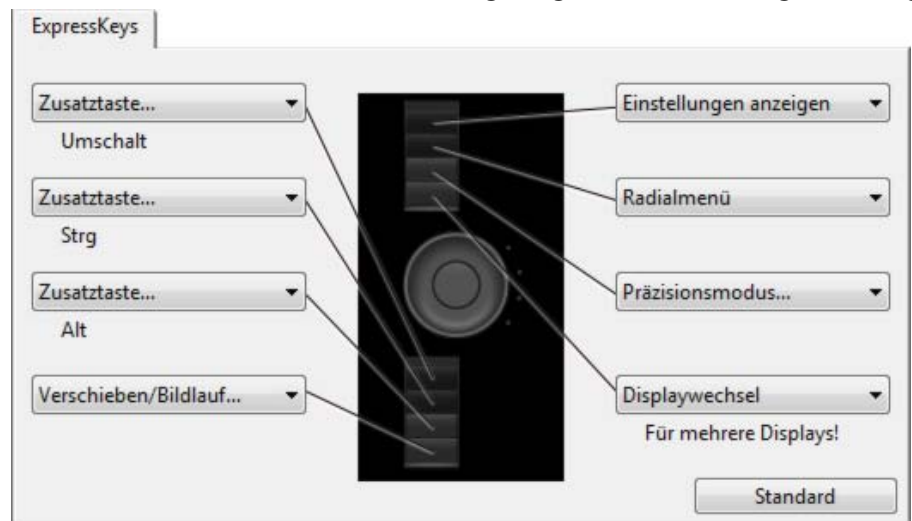 ExpressKeys
Zusatztaste...
Umschalt
Zusatztaste...
Strg
Zusatztaste...
Alt
Verschieben/Bildlauf...
Einstellungen anzeigen
Radialmenü
Präzisionsmodus...
Displaywechsel
Für mehrere Displays!
Standard